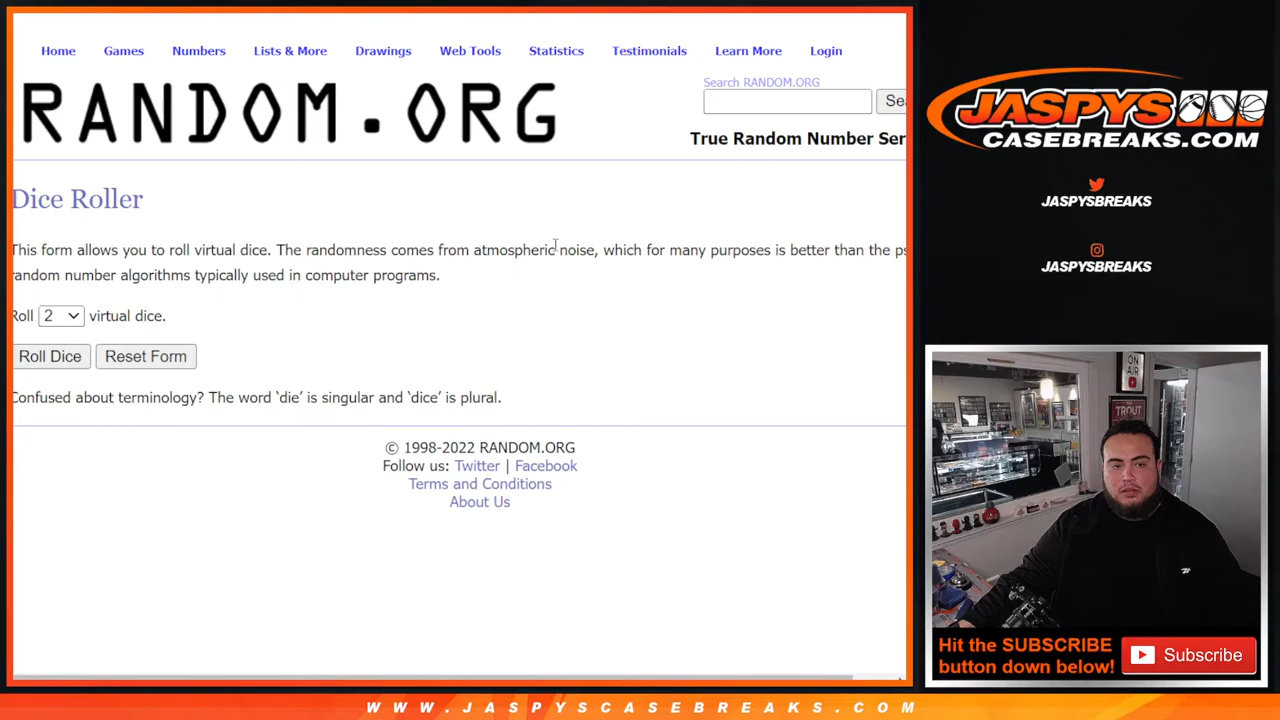 Home Games Numbers Lists & More Drawings Web Tools Statistics Testimonials Learn More Login
RANDOM.ORG
Search RANDOM.ORG
Sea
True Random Number Ser
Dice Roller
This form allows you to roll virtual dice. The randomness comes from atmospheric noise, which for many purposes is better than the ps
random number algorithms typically used in computer programs.
Roll 2 virtual dice.
Roll Dice Reset Form
Confused about terminology? The word ‘die’ is singular and ‘dice’ is plural.
© 1998-2022 RANDOM.ORG
Follow us: Twitter | Facebook
Terms and Conditions
About Us
JASPYS
CASEBREAKS.COM
JASPYSBREAKS
JASPYSBREAKS
ON
AIR
TROUT
Hit the SUBSCRIBE
button down below!
Subscribe
WWW.JASPYSCASEBREAKS.COM